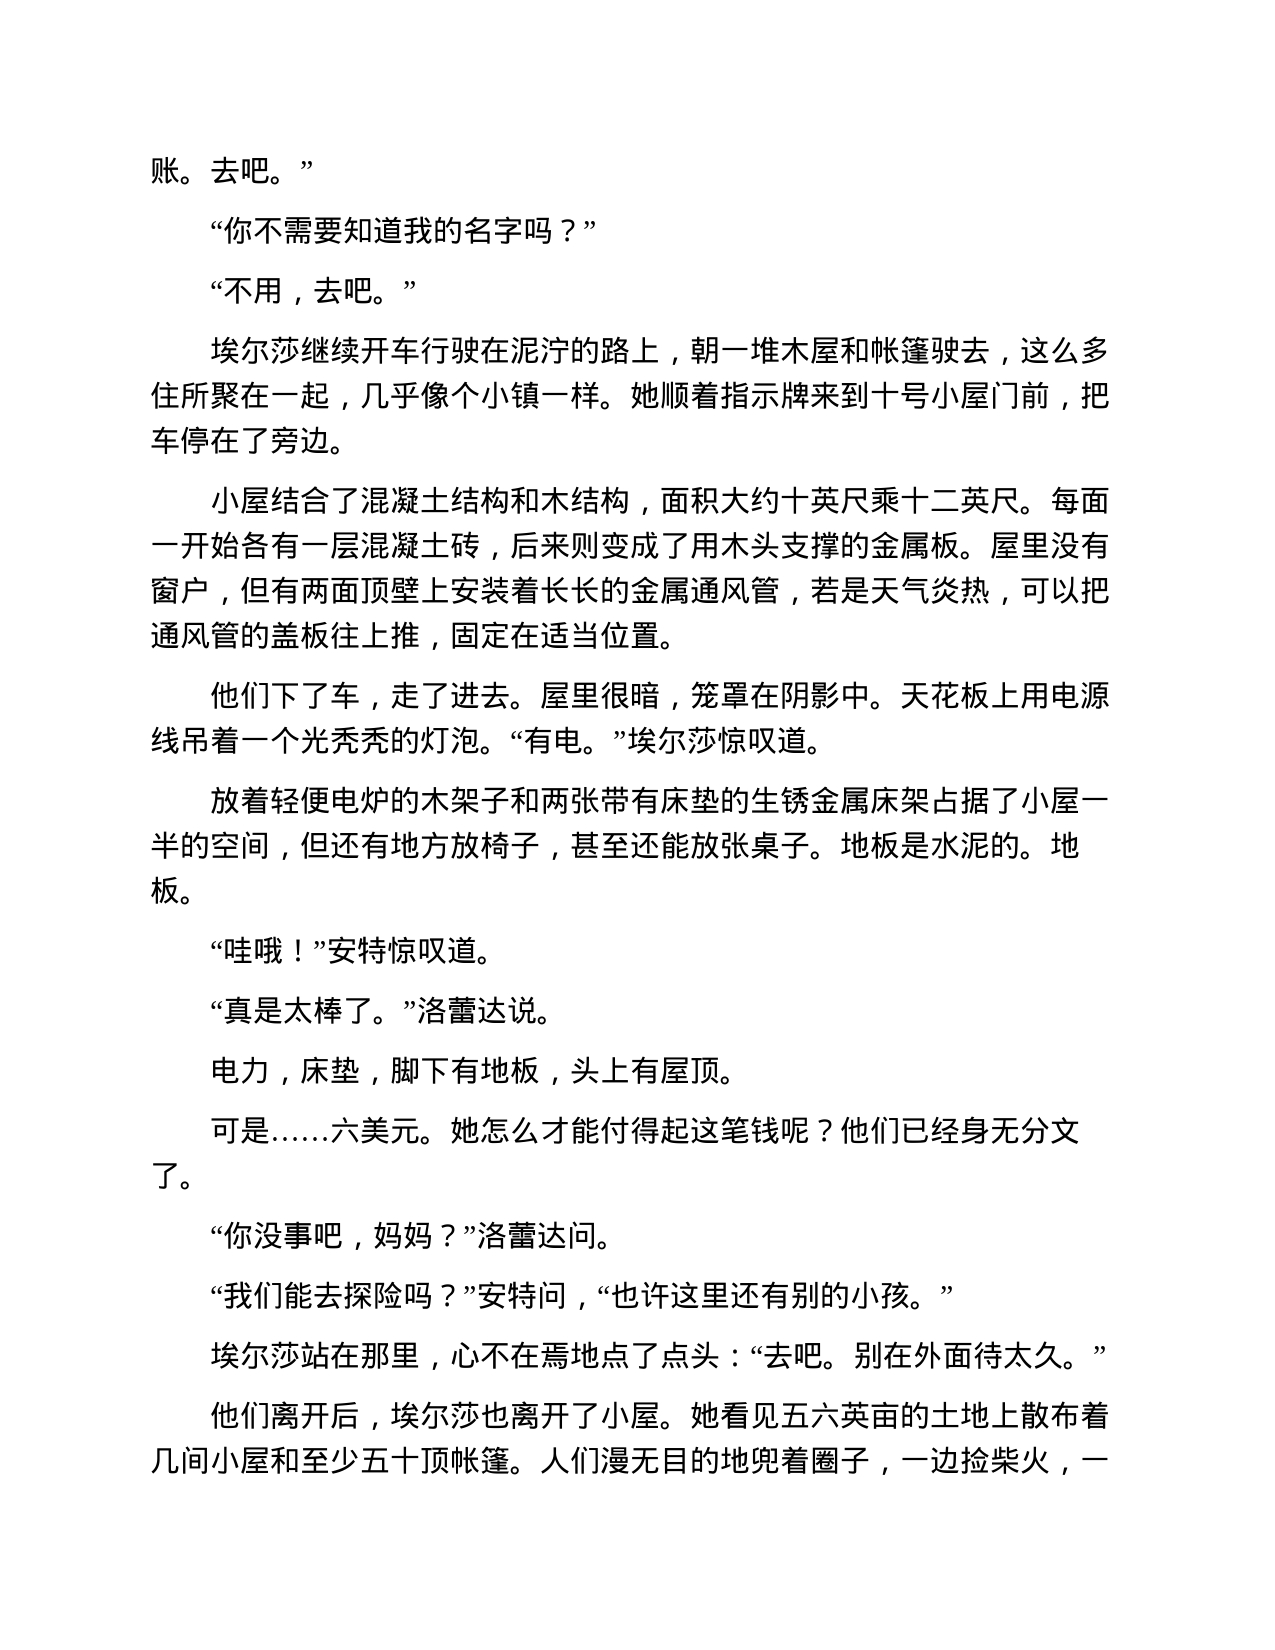 账。去吧。”
“你不需要知道我的名字吗？”
“不用，去吧。”
埃尔莎继续开车行驶在泥泞的路上，朝一堆木屋和帐篷驶去，这么多
住所聚在一起，几乎像个小镇一样。她顺着指示牌来到十号小屋门前，把
车停在了旁边。
小屋结合了混凝土结构和木结构，面积大约十英尺乘十二英尺。每面
一开始各有一层混凝土砖，后来则变成了用木头支撑的金属板。屋里没有
窗户，但有两面顶壁上安装着长长的金属通风管，若是天气炎热，可以把
通风管的盖板往上推，固定在适当位置。
他们下了车，走了进去。屋里很暗，笼罩在阴影中。天花板上用电源
线吊着一个光秃秃的灯泡。“有电。”埃尔莎惊叹道。
放着轻便电炉的木架子和两张带有床垫的生锈金属床架占据了小屋一
半的空间，但还有地方放椅子，甚至还能放张桌子。地板是水泥的。地
板。
“哇哦！”安特惊叹道。
“真是太棒了。”洛蕾达说。
电力，床垫，脚下有地板，头上有屋顶。
可是……六美元。她怎么才能付得起这笔钱呢？他们已经身无分文
了。
“你没事吧，妈妈？”洛蕾达问。
“我们能去探险吗？”安特问，“也许这里还有别的小孩。”
埃尔莎站在那里，心不在焉地点了点头：“去吧。别在外面待太久。”
他们离开后，埃尔莎也离开了小屋。她看见五六英亩的土地上散布着
几间小屋和至少五十顶帐篷。人们漫无目的地兜着圈子，一边捡柴火，一